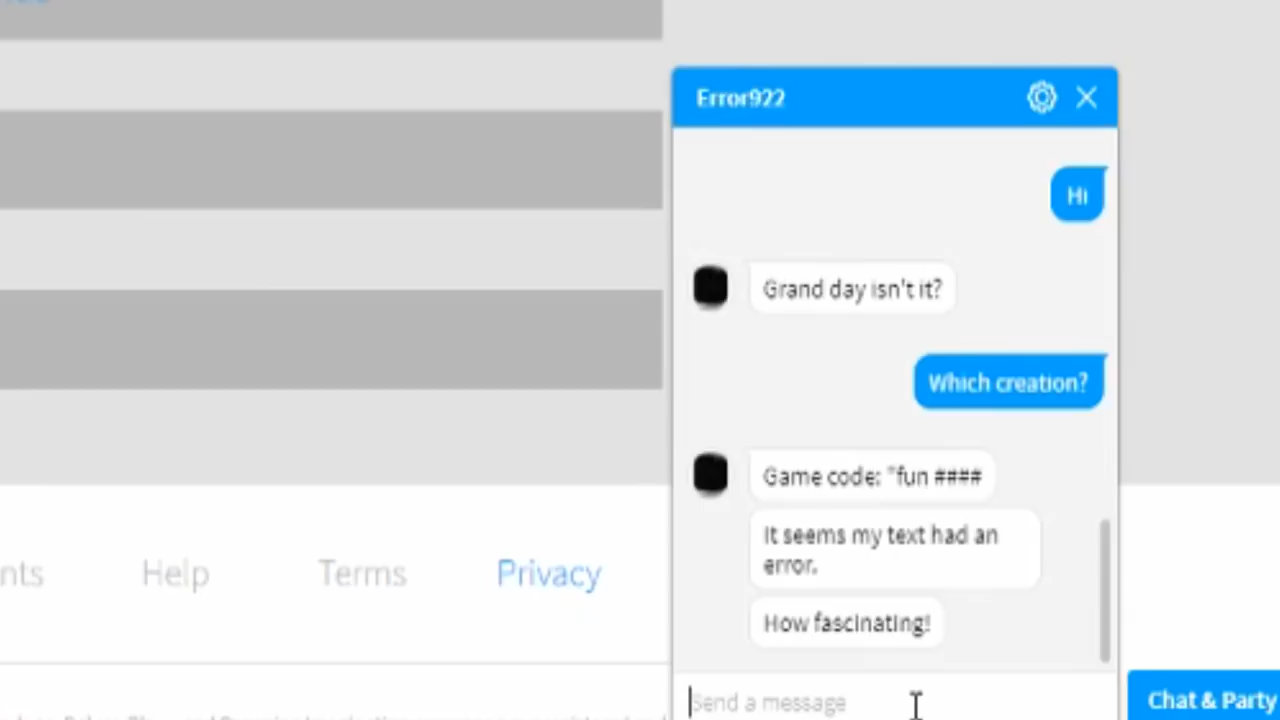 Error922
Hi
Grand day isn't it?
Which creation?
Game code: "fun ####
It seems my text had an
error.
How fascinating!
nts Help Terms Privacy
Send a message
Chat & Party